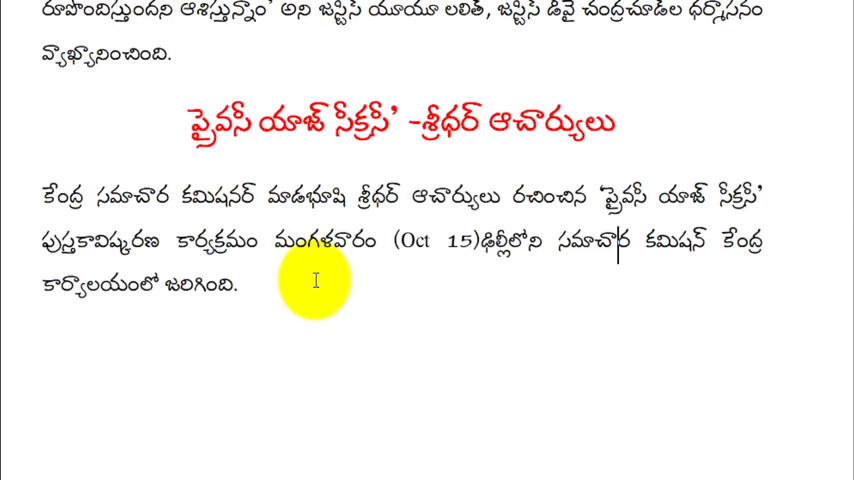 రూపొందిస్తుందని ఆశిస్తున్నాం' అని జస్టిస్ యూయూ లలిత్, జస్టిస్ డీవై చంద్రచూడ్‌ల ధర్మాసనం
వ్యాఖ్యానించింది.
ప్రైవసీ యాజ్ సీక్రసీ' -శ్రీధర్ ఆచార్యులు
కేంద్ర సమాచార కమిషనర్ మాడభూషి శ్రీధర్ ఆచార్యులు రచించిన 'ప్రైవసీ యాజ్ సీక్రసీ'
పుస్తకావిష్కరణ కార్యక్రమం మంగళవారం (Oct 15)ఢిల్లీలోని సమాచార కమిషన్ కేంద్ర
కార్యాలయంలో జరిగింది.